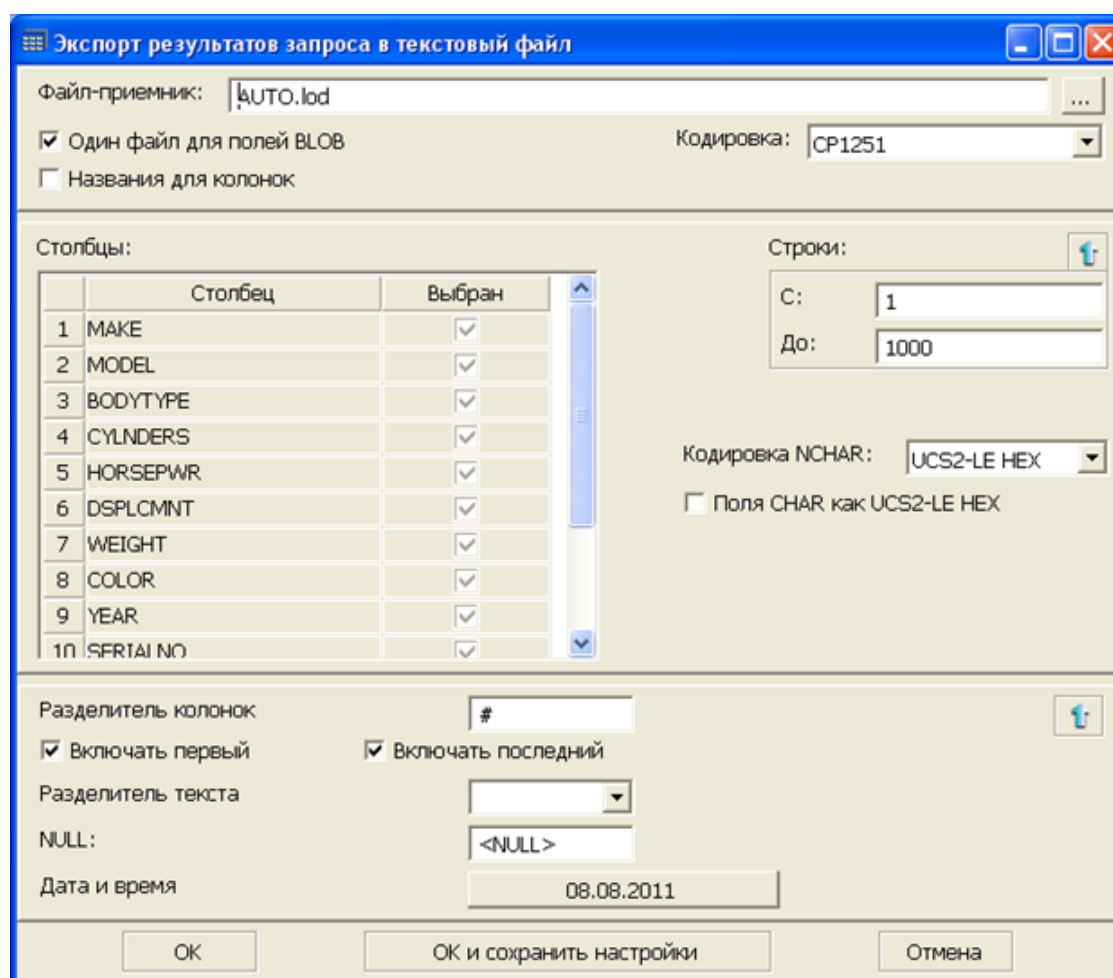 Экспорт результатов запроса в текстовый файл
Файл-приемник: AUTO.lod ...
Один файл для полей BLOB Кодировка: CP1251
Названия для колонок
Столбцы: Строки:
Столбец Выбран
С: 1
1 MAKE
До: 1000
2 MODEL
3 BODYTYPE
4 CYLNDERS
Кодировка NCHAR: UCS2-LE HEX
5 HORSEPWR
6 DSPLCMNT
Поля CHAR как UCS2-LE HEX
7 WEIGHT
8 COLOR
9 YEAR
10 SERIALNO
Разделитель колонок #
Включать первый Включать последний
Разделитель текста
NULL: <NULL>
Дата и время 08.08.2011
OK OK и сохранить настройки Отмена